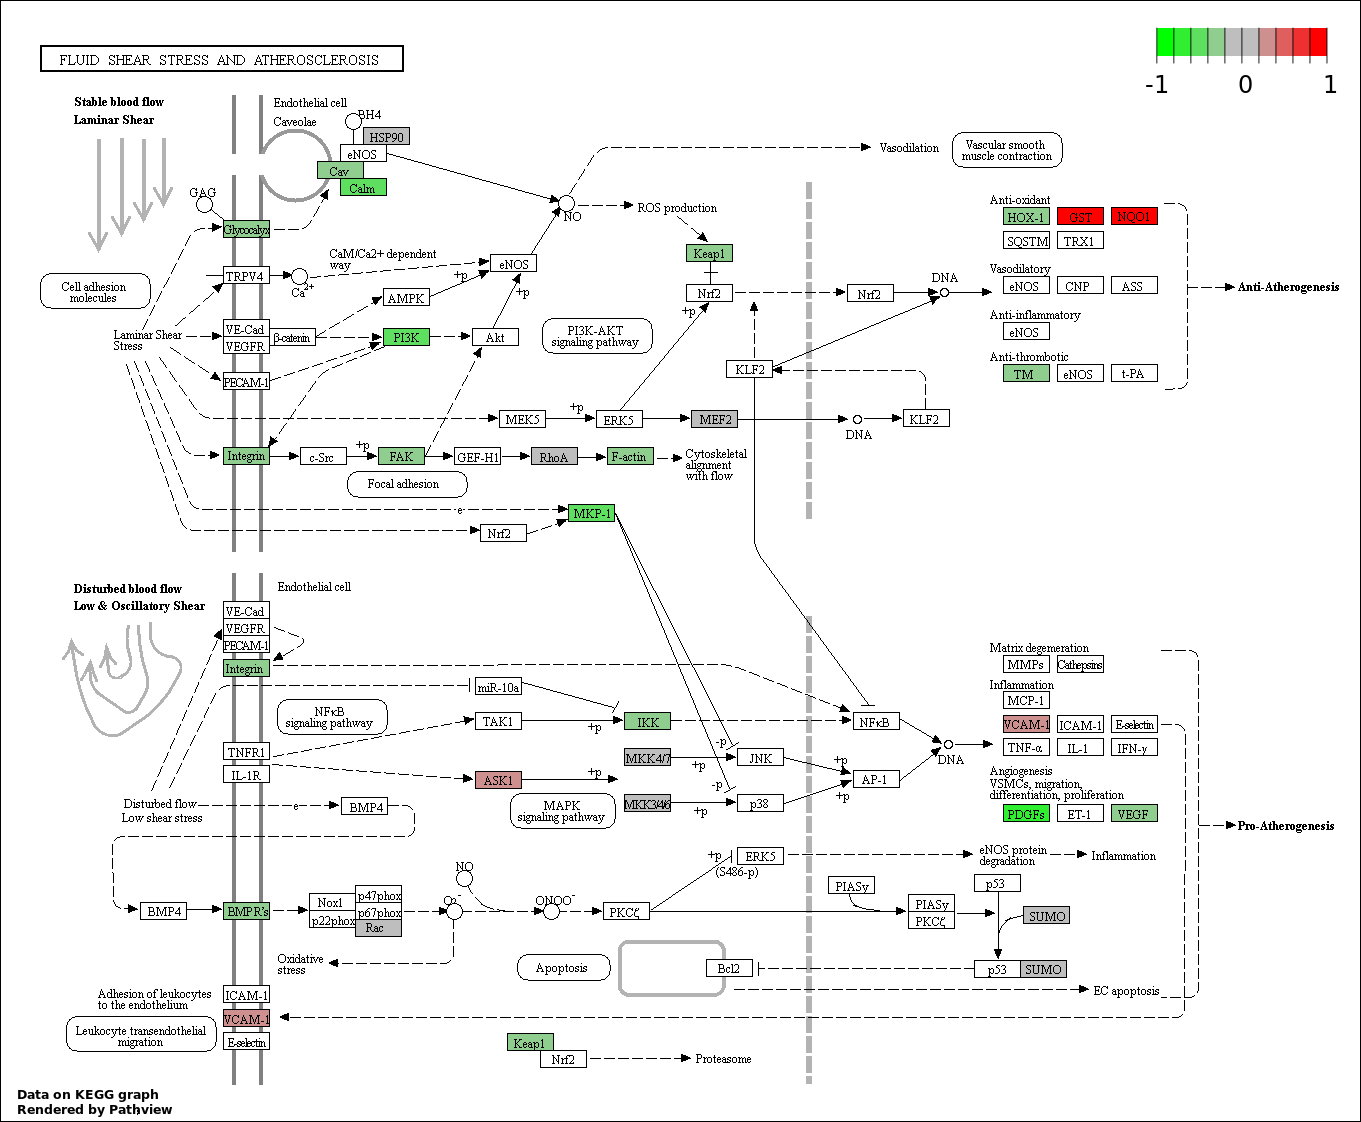 FLUID SHEAR STRESS AND ATHEROSCLEROSIS
-1 0 1
Stable blood flow
Laminar Shear
Endothelial cell
Caveolae
BH4
HSP90
eNOS
Cav
Calm
GAG
Glycocalyx
Vasodilation
Vascular smooth
muscle contraction
NO
ROS production
Keap1
Nrf2
+p
Cell adhesion
molecules
TRPV4
Ca2+
CaM/Ca2+ dependent
way
eNOS
+p
+p
AMPK
Laminar Shear
Stress
VE-Cad
VEGFR
β-catenin
PI3K
Akt
PI3K-AKT
signaling pathway
PECAM-1
Nrf2
DNA
KLF2
MEK5
+p
ERK5
MEF2
DNA
KLF2
Integrin
c-Src
+p
FAK
GEF-H1
RhoA
F-actin
Cytoskeletal
alignment
with flow
Focal adhesion
e
MKP-1
Nrf2
Anti-oxidant
HOX-1
GST
NQO1
SQSTM
TRX1
Vasodilatory
eNOS
CNP
ASS
Anti-inflammatory
eNOS
Anti-thrombotic
TM
eNOS
t-PA
Anti-Atherogenesis
Disturbed blood flow
Low & Oscillatory Shear
Endothelial cell
VE-Cad
VEGFR
PECAM-1
Integrin
miR-10a
NFκB
signaling pathway
TAK1
+p
IKK
NFκB
TNFR1
IL-1R
ASK1
+p
MKK4/7
+p
-p
JNK
+p
MAPK
signaling pathway
MKK3/4/6
+p
-p
p38
+p
AP-1
DNA
Disturbed flow
Low shear stress
e
BMP4
Matrix degeneration
MMPs
Cathepsins
Inflammation
MCP-1
VCAM-1
ICAM-1
E-selectin
TNF-α
IL-1
IFN-γ
Angiogenesis
VSMCs, migration,
differentiation, proliferation
PDGFs
ET-1
VEGF
Pro-Atherogenesis
+p
ERK5
(S486-p)
eNOS protein
degradation
Inflammation
BMP4
BMPR's
Nox1
p22phox
p47phox
p67phox
Rac
O2-
NO
ONOO-
PKCζ
PIASy
PIASy
PKCζ
p53
SUMO
p53
SUMO
Oxidative
stress
Apoptosis
Bcl2
EC apoptosis
Adhesion of leukocytes
to the endothelium
ICAM-1
VCAM-1
E-selectin
Leukocyte transendothelial
migration
Keap1
Nrf2
Proteasome
Data on KEGG graph
Rendered by Pathview